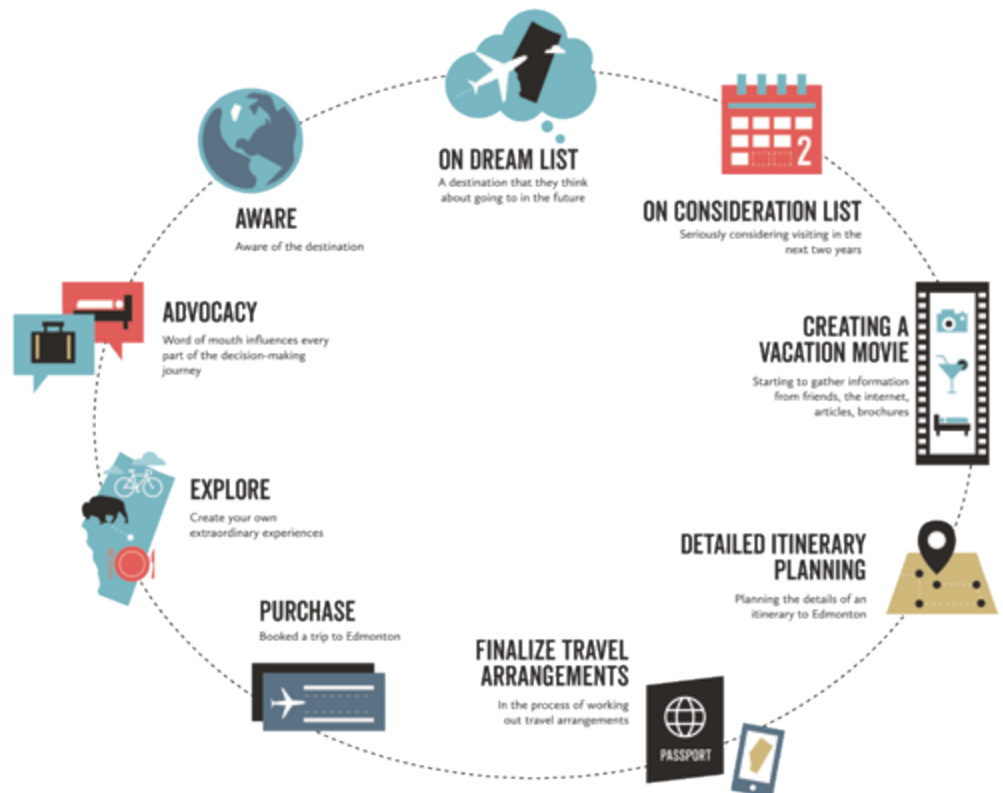 ON DREAM LIST
A destination that they think
about going to in the future
2
ON CONSIDERATION LIST
Seriously considering visiting in the
next two years
CREATING A
VACATION MOVIE
Starting to gather information
from friends, the internet,
articles, brochures
DETAILED ITINERARY
PLANNING
Planning the details of an
itinerary to Edmonton
FINALIZE TRAVEL
ARRANGEMENTS
In the process of working
out travel arrangements
PASSPORT
PURCHASE
Booked a trip to Edmonton
EXPLORE
Create your own
extraordinary experiences
ADVOCACY
Word of mouth influences every
part of the decision-making
journey
AWARE
Aware of the destination